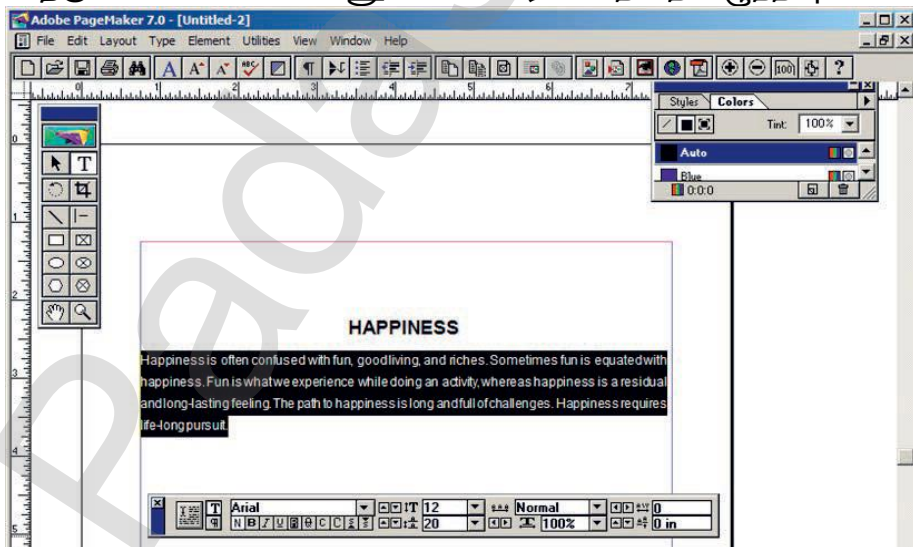 Adobe PageMaker 7.0 - [Untitled-2]
File Edit Layout Type Element Utilities View Window Help
Styles Colors
Tint: 100%
Auto
Blue
0:0:0
HAPPINESS
Happiness is often confused with fun, good living, and riches. Sometimes fun is equated with
happiness. Fun is what we experience while doing an activity, whereas happiness is a residual
and long-lasting feeling. The path to happiness is long and full of challenges. Happiness requires
life-long pursuit.
Arial 12 Normal 0
N B I U 20 100% 0 in